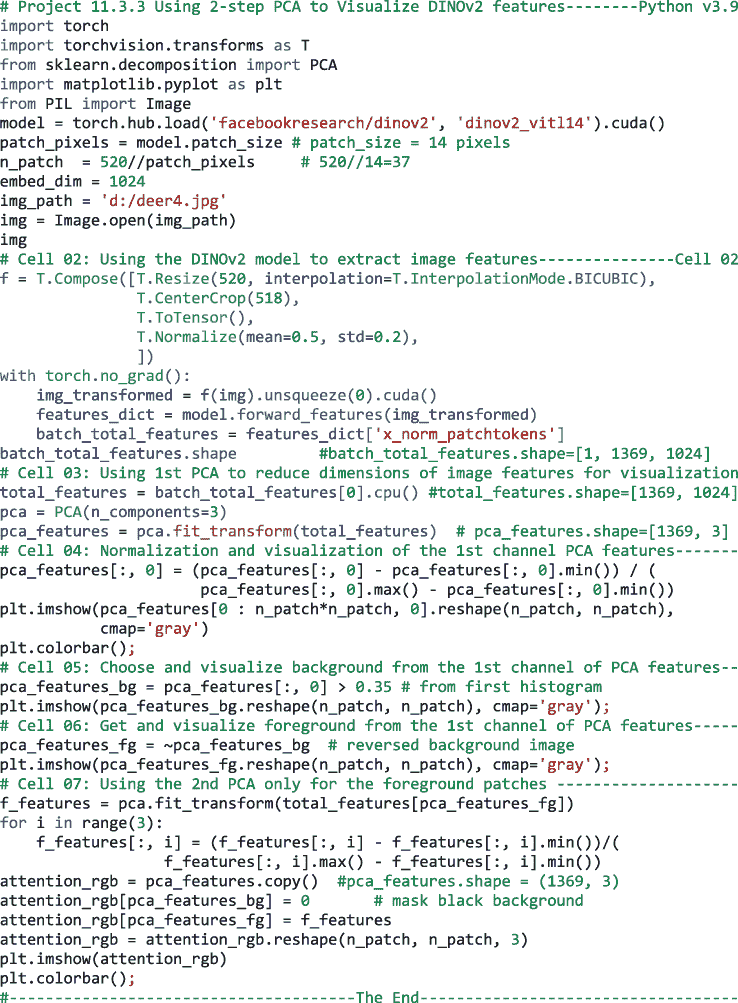 # Project 11.3.3 Using 2-step PCA to Visualize DINOv2 features--------Python v3.9
import torch
import torchvision.transforms as T
from sklearn.decomposition import PCA
import matplotlib.pyplot as plt
from PIL import Image
model = torch.hub.load('facebookresearch/dinov2', 'dinov2_vitl14').cuda()
patch_pixels = model.patch_size # patch_size = 14 pixels
n_patch  = 520//patch_pixels     # 520//14=37
embed_dim = 1024
img_path = 'd:/deer4.jpg'
img = Image.open(img_path)
img
# Cell 02: Using the DINOv2 model to extract image features---------------Cell 02
f = T.Compose([T.Resize(520, interpolation=T.InterpolationMode.BICUBIC),
               T.CenterCrop(518),
               T.ToTensor(),
               T.Normalize(mean=0.5, std=0.2),
               ])
with torch.no_grad():
    img_transformed = f(img).unsqueeze(0).cuda()
    features_dict = model.forward_features(img_transformed)
    batch_total_features = features_dict['x_norm_patchtokens']
batch_total_features.shape         #batch_total_features.shape=[1, 1369, 1024]
# Cell 03: Using 1st PCA to reduce dimensions of image features for visualization
total_features = batch_total_features[0].cpu() #total_features.shape=[1369, 1024]
pca = PCA(n_components=3)
pca_features = pca.fit_transform(total_features)  # pca_features.shape=[1369, 3]
# Cell 04: Normalization and visualization of the 1st channel PCA features-------
pca_features[:, 0] = (pca_features[:, 0] - pca_features[:, 0].min()) / (
                      pca_features[:, 0].max() - pca_features[:, 0].min())
plt.imshow(pca_features[0 : n_patch*n_patch, 0].reshape(n_patch, n_patch),
           cmap='gray')
plt.colorbar();
# Cell 05: Choose and visualize background from the 1st channel of PCA features--
pca_features_bg = pca_features[:, 0] > 0.35 # from first histogram
plt.imshow(pca_features_bg.reshape(n_patch, n_patch), cmap='gray');
# Cell 06: Get and visualize foreground from the 1st channel of PCA features-----
pca_features_fg = ~pca_features_bg  # reversed background image
plt.imshow(pca_features_fg.reshape(n_patch, n_patch), cmap='gray');
# Cell 07: Using the 2nd PCA only for the foreground patches --------------------
f_features = pca.fit_transform(total_features[pca_features_fg])
for i in range(3):
    f_features[:, i] = (f_features[:, i] - f_features[:, i].min())/(
                  f_features[:, i].max() - f_features[:, i].min())
attention_rgb = pca_features.copy()  #pca_features.shape = (1369, 3)
attention_rgb[pca_features_bg] = 0       # mask black background
attention_rgb[pca_features_fg] = f_features
attention_rgb = attention_rgb.reshape(n_patch, n_patch, 3)
plt.imshow(attention_rgb)
plt.colorbar();
#--------------------------------------The End-----------------------------------